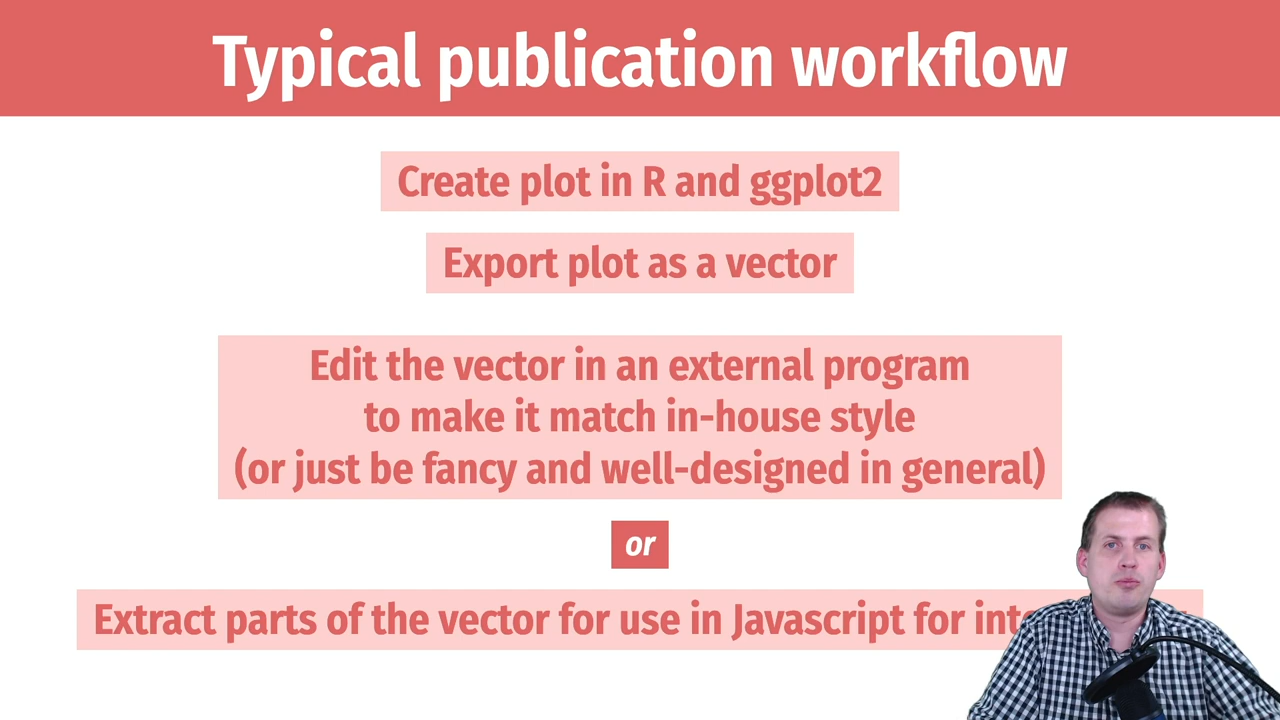 Typical publication workflow
Create plot in R and ggplot2
Export plot as a vector
Edit the vector in an external program
to make it match in-house style
(or just be fancy and well-designed in general)
or
Extract parts of the vector for use in Javascript for